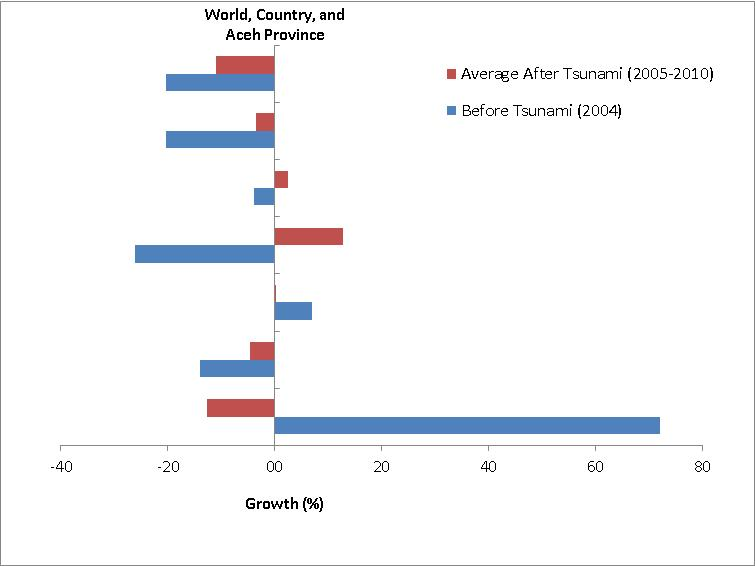 World, Country, and
Aceh Province
Average After Tsunami (2005-2010)
Before Tsunami (2004)
-40
-20
00
20
40
60
80
Growth (%)